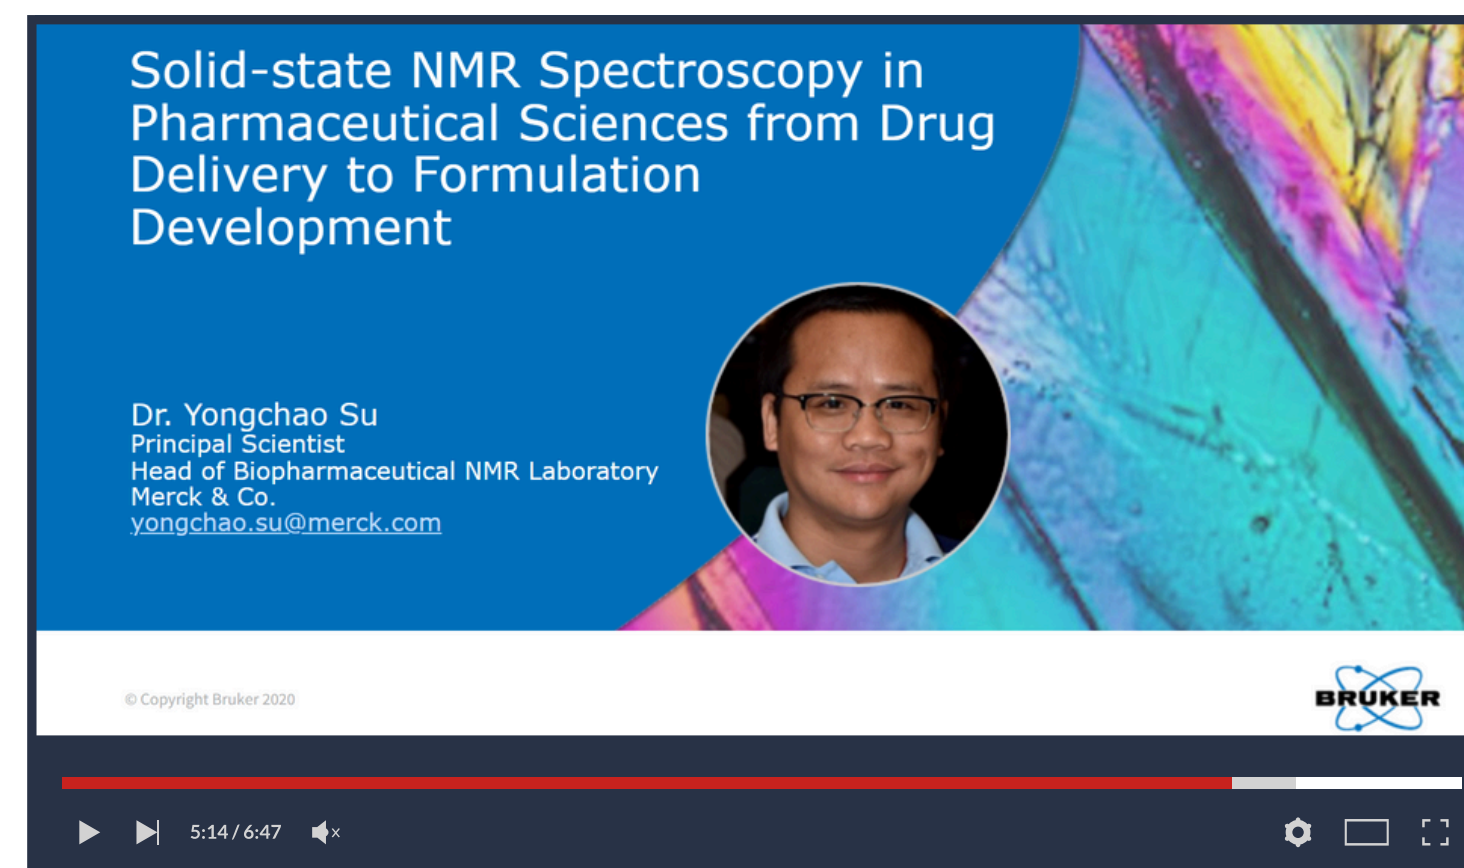 Solid-state NMR Spectroscopy in
Pharmaceutical Sciences from Drug
Delivery to Formulation
Development
Dr. Yongchao Su
Principal Scientist
Head of Biopharmaceutical NMR Laboratory
Merck & Co.
yongchao.su@merck.com
© Copyright Bruker 2020
BRUKER
5:14 / 6:47